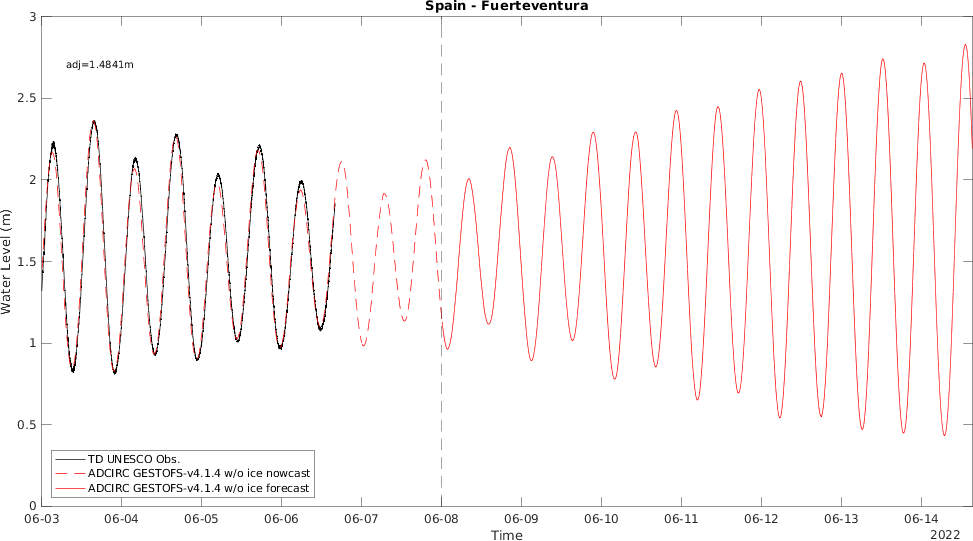 Spain - Fuerteventura
adj=1.4841m
Water Level (m)
3
2.5
2
1.5
1
0.5
0
TD UNESCO Obs.
ADCIRC GESTOFS-v4.1.4 w/o ice nowcast
ADCIRC GESTOFS-v4.1.4 w/o ice forecast
06-03 06-04 06-05 06-06 06-07 06-08 06-09 06-10 06-11 06-12 06-13 06-14
Time
2022